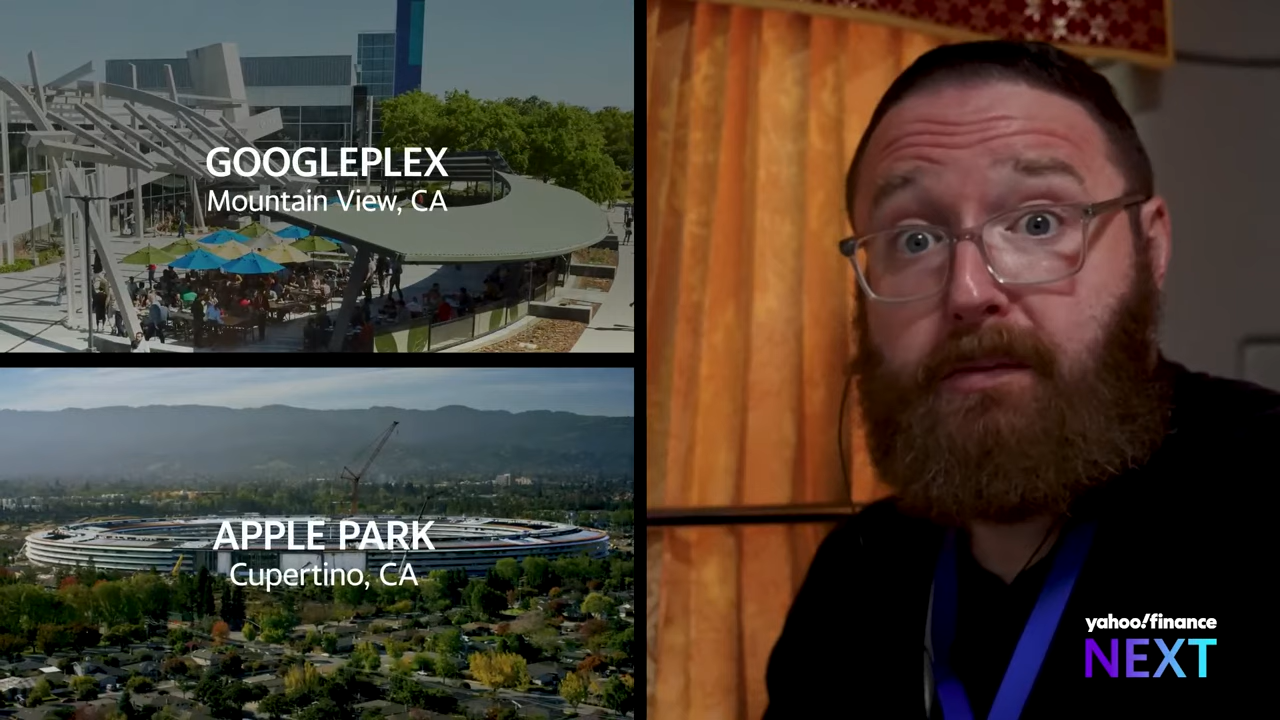 GOOGLEPLEX
Mountain View, CA
APPLE PARK
Cupertino, CA
yahoo!finance
NEXT